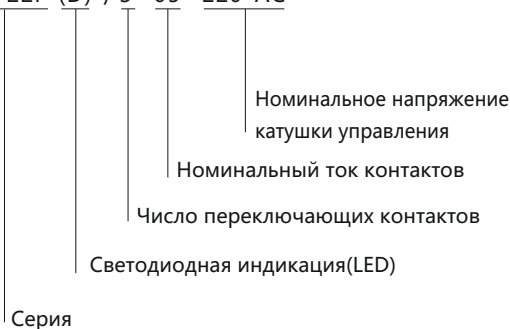 Номинальное напряжение
катушки управления
Номинальный ток контактов
Число переключающих контактов
Светодиодная индикация(LED)
Серия